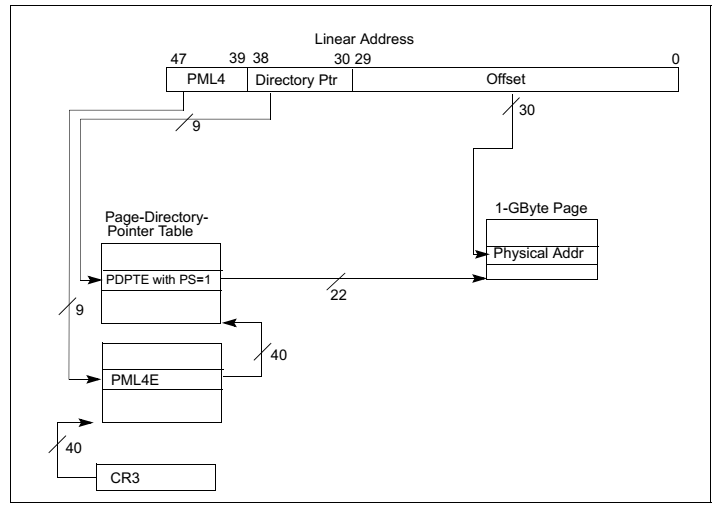 Linear Address
47 39 38 30 29 0
PML4 Directory Ptr Offset
9
30
1-GByte Page
Page-Directory-
Pointer Table
Physical Addr
PDPTE with PS=1
22
9
40
PML4E
40
CR3